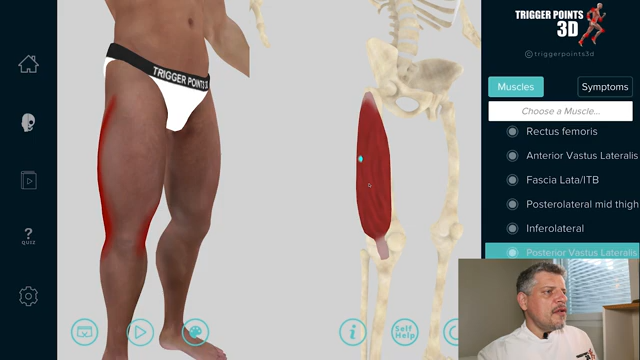 TRIGGER POINTS
3D
©triggerpoints3d
Muscles
Symptoms
Choose a Muscle...
Rectus femoris
Anterior Vastus Lateralis
Fascia Lata/ITB
Posterolateral mid thigh
Inferolateral
Posterior Vastus Lateralis
TRIGGER POINTS
?
quiz
i
Self
Help